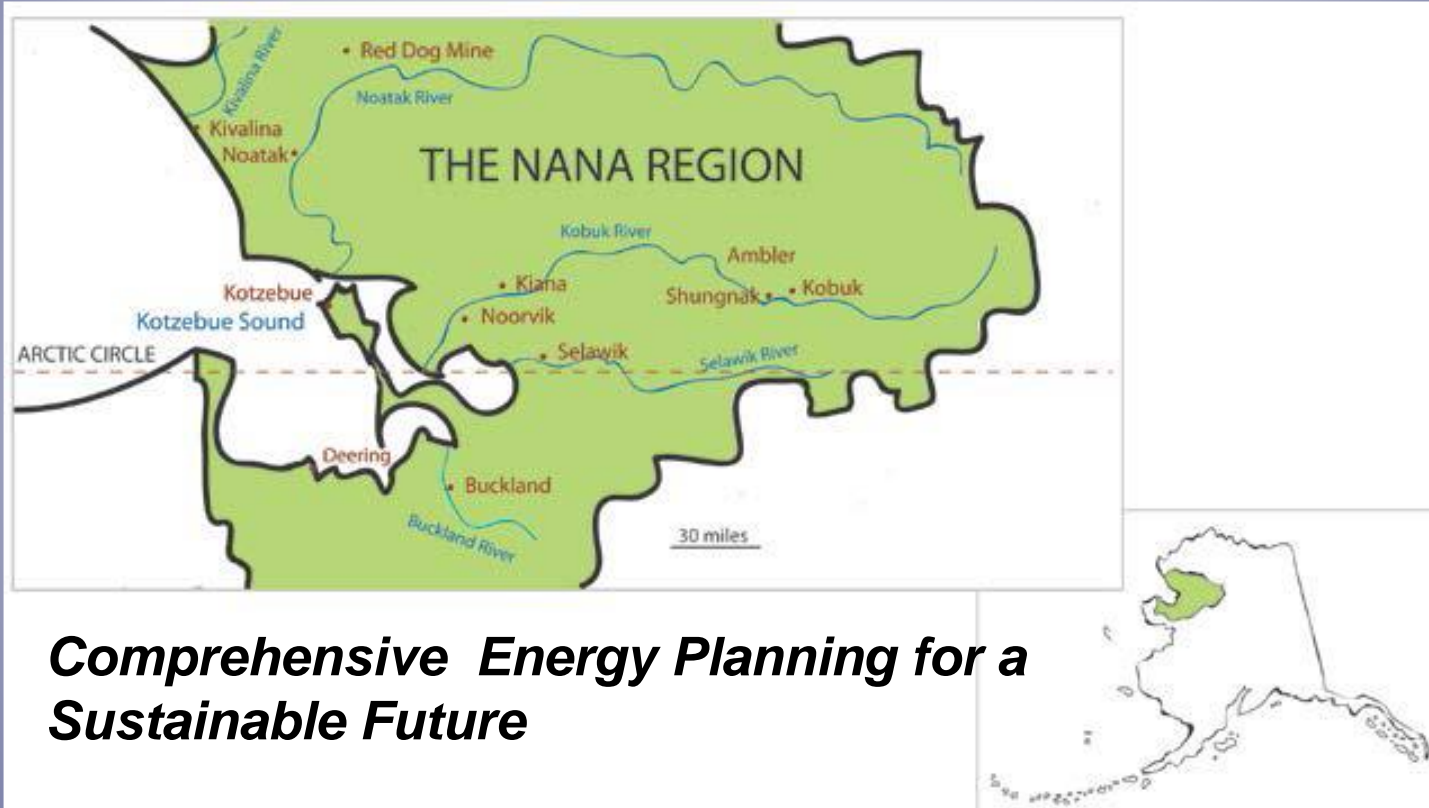 Red Dog Mine
Kivalina River
Noatak River
Kivalina
Noatak
THE NANA REGION
Kobuk River
Ambler
Kiana
Shungnak
Kobuk
Kotzebue
Noorvik
Kotzebue Sound
ARCTIC CIRCLE
Selawik
Selawik River
Deering
Buckland
Buckland River
30 miles
Comprehensive Energy Planning for a
Sustainable Future